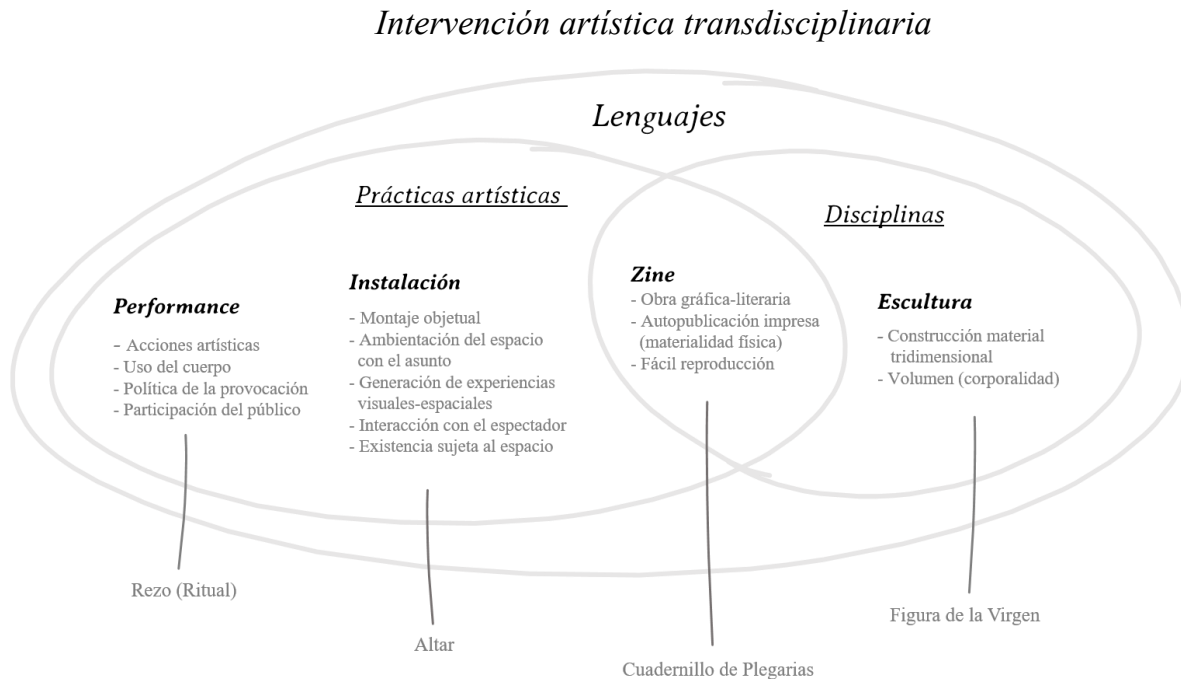 Intervención artística transdisciplinaria
Lenguajes
Prácticas artísticas
Disciplinas
Performance
- Acciones artísticas
- Uso del cuerpo
- Política de la provocación
- Participación del público
Rezo (Ritual)
Instalación
- Montaje objetual
- Ambientación del espacio
con el asunto
- Generación de experiencias
visuales-espaciales
- Interacción con el espectador
- Existencia sujeta al espacio
Altar
Zine
- Obra gráfica-literaria
- Autopublicación impresa
(materialidad física)
- Fácil reproducción
Cuadernillo de Plegarias
Escultura
- Construcción material
tridimensional
- Volumen (corporalidad)
Figura de la Virgen